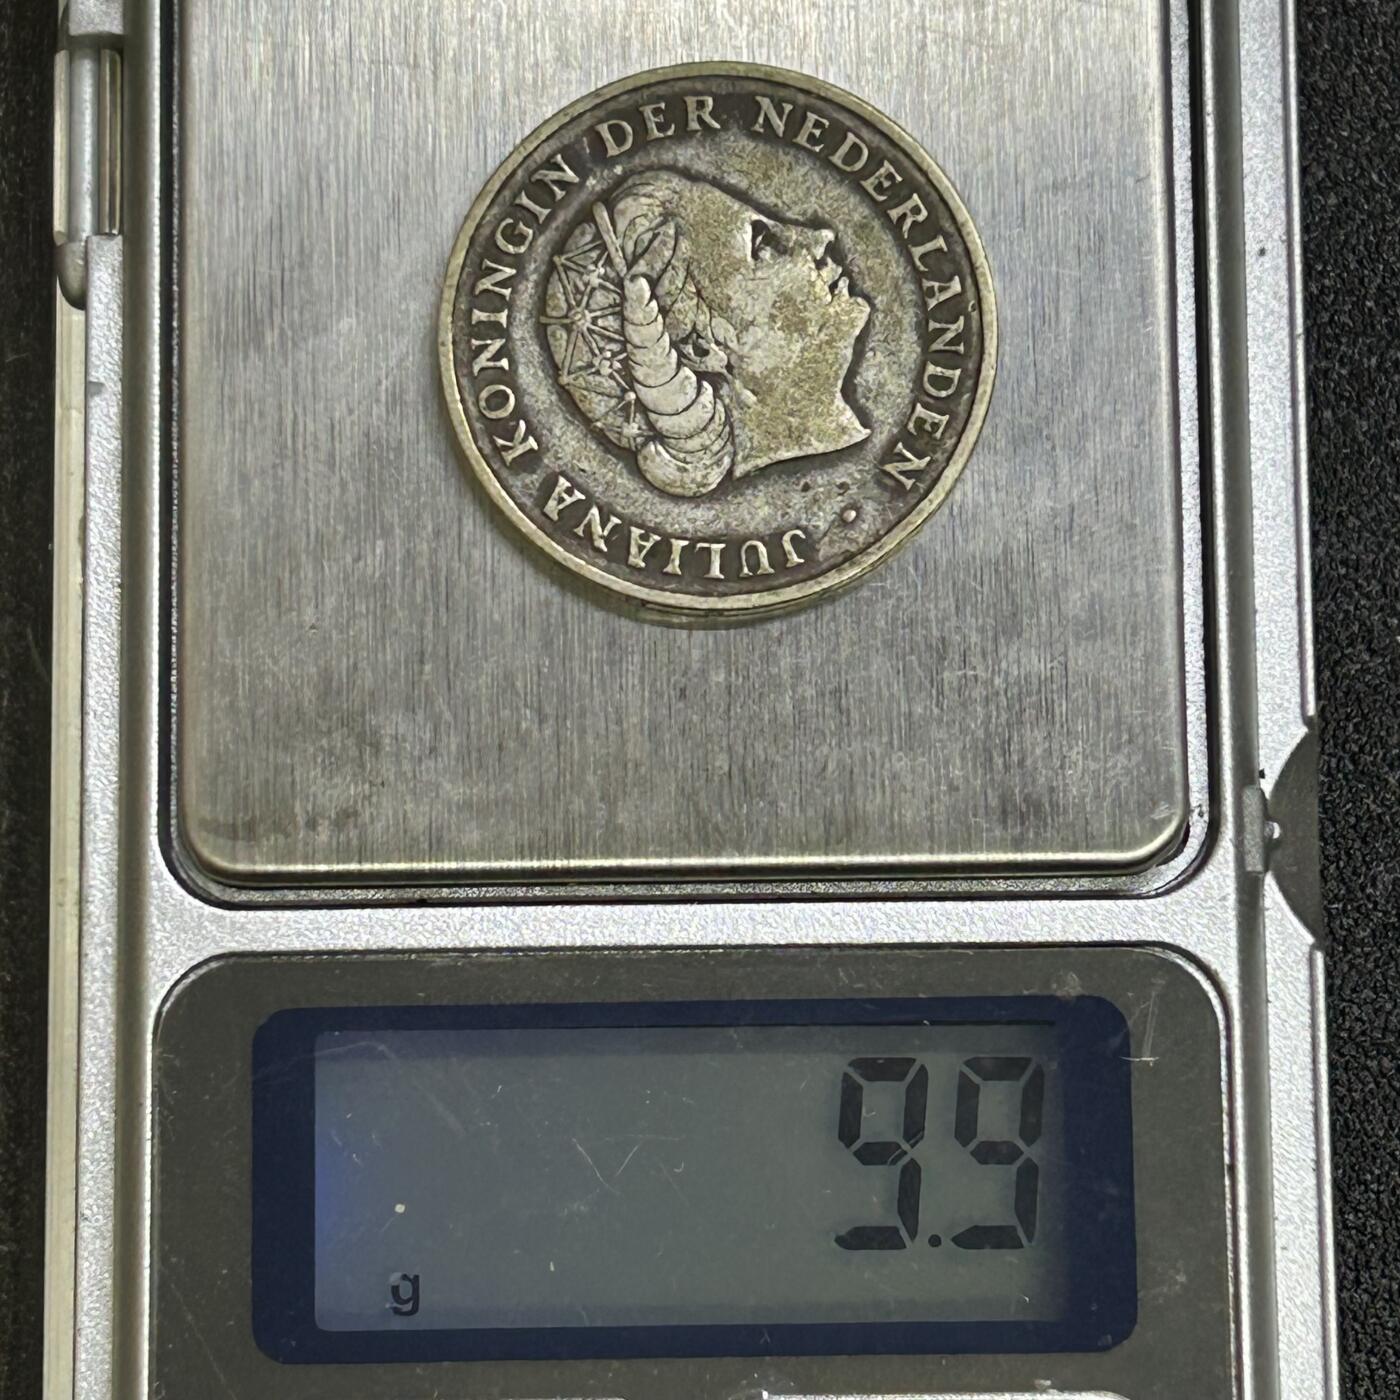 JULIANA KONINGIN DER NEDERLANDEN
9.9
g